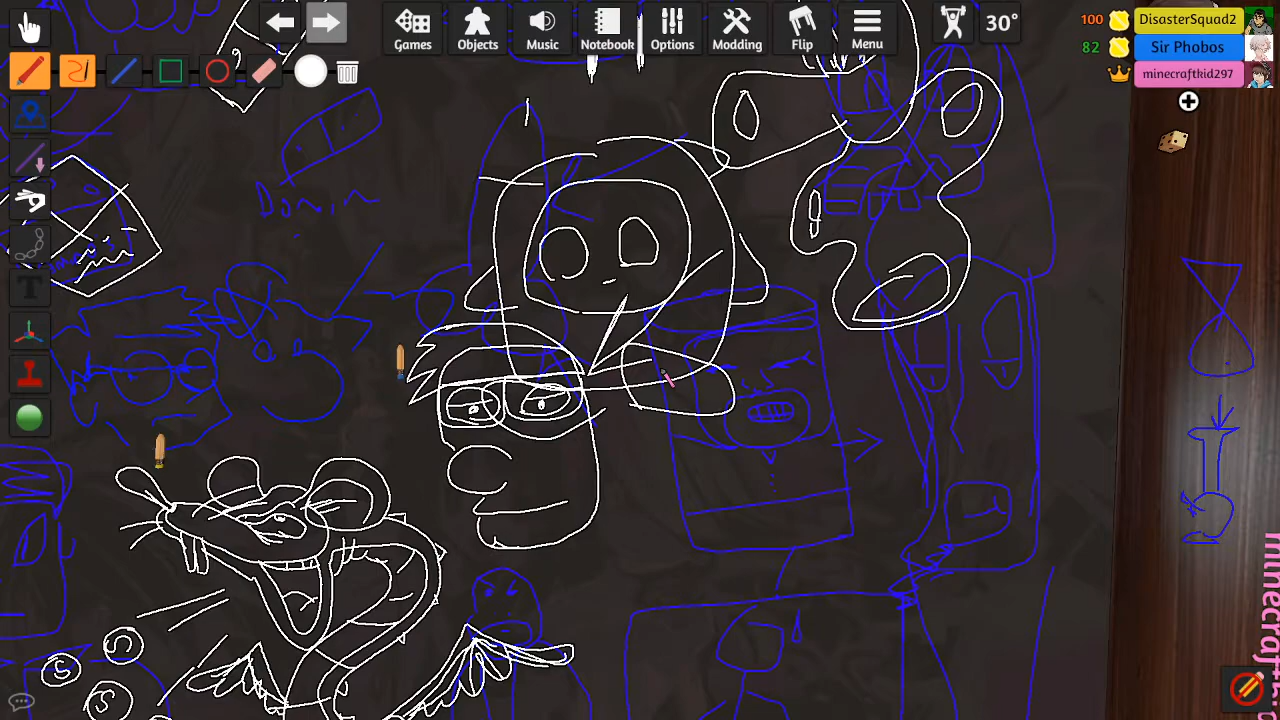 Games
Objects
Music
Notebook
Options
Modding
Flip
Menu
30°
100
DisasterSquad2
82
Sir Phobos
minecraftkid297
T
S
S